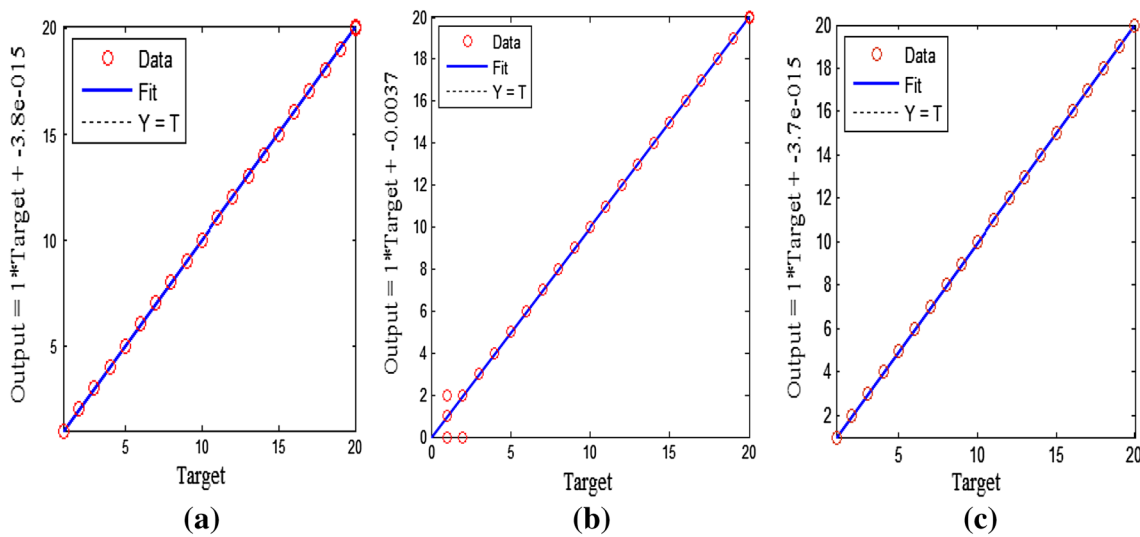 Output = 1*Target + -3.8e-015
20
15
10
5
Data
Fit
Y = T
5
10
15
20
Target
(a)
Output = 1*Target + -0.0037
20
18
16
14
12
10
8
6
4
2
0
Data
Fit
Y = T
0
5
10
15
20
Target
(b)
Output = 1*Target + -3.7e-015
20
18
16
14
12
10
8
6
4
2
Data
Fit
Y = T
5
10
15
20
Target
(c)